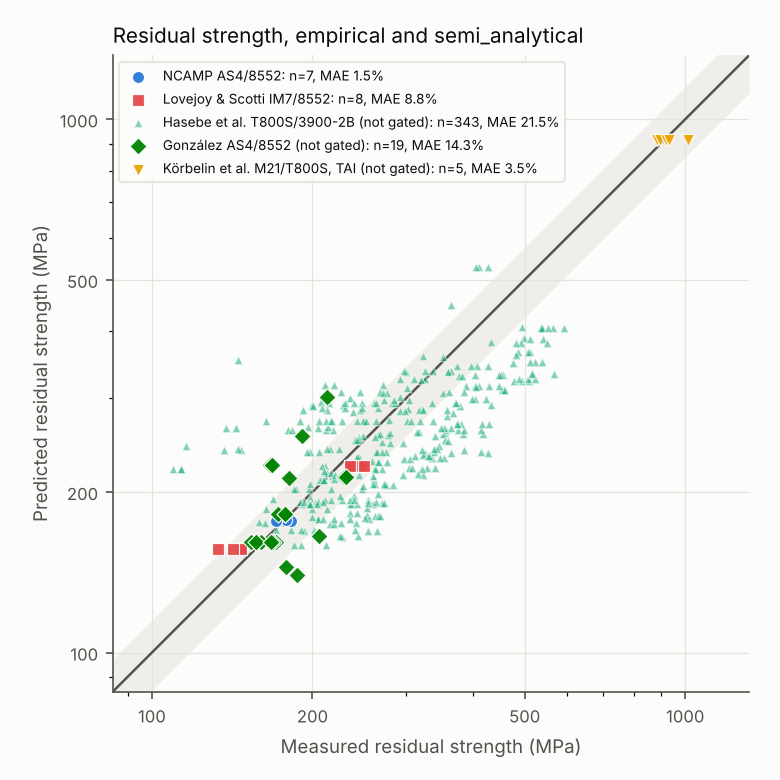 Residual strength, empirical and semi_analytical
NCAMP AS4/8552: n=7, MAE 1.5%
Lovejoy & Scotti IM7/8552: n=8, MAE 8.8%
Hasebe et al. T800S/3900-2B (not gated): n=343, MAE 21.5%
González AS4/8552 (not gated): n=19, MAE 14.3%
Körbelin et al. M21/T800S, TAI (not gated): n=5, MAE 3.5%
Predicted residual strength (MPa)
1000
500
200
100
100
200
500
1000
Measured residual strength (MPa)